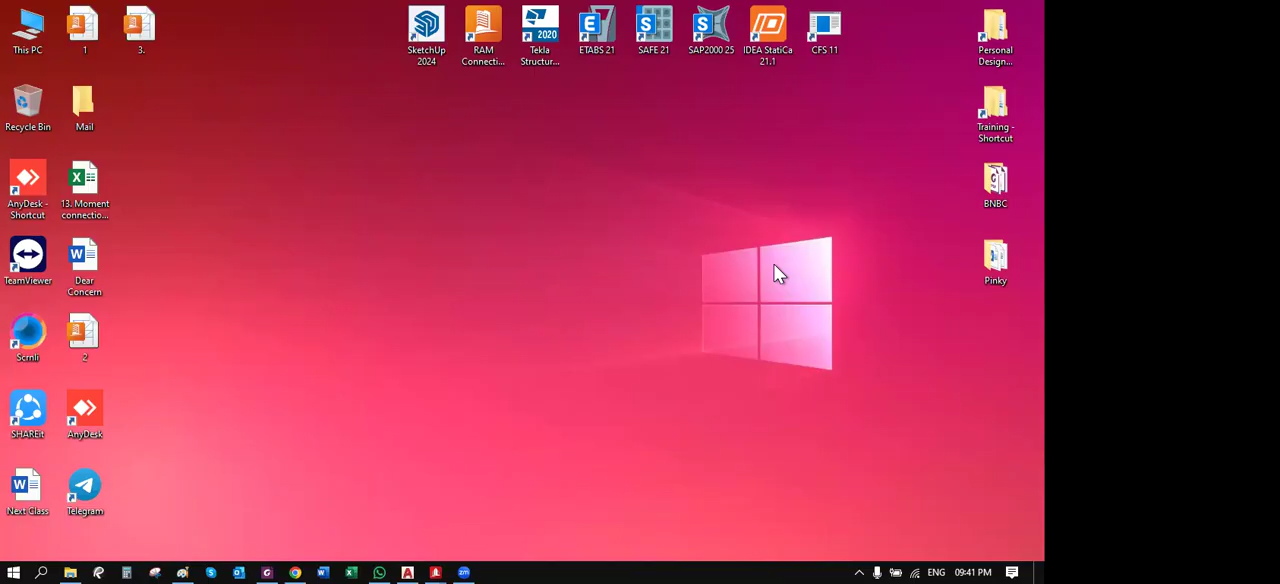 This PC
1
3.
SketchUp
2024
RAM
Connecti...
2020
Tekla
Structur...
E
ETABS 21
S
SAFE 21
S
SAP2000 25
IDEA StatiCa
21.1
CFS 11
Personal
Design...
Recycle Bin
Mail
Training -
Shortcut
AnyDesk -
Shortcut
X
13. Moment
connectio...
BNBC
TeamViewer
W
Dear
Concern
Pinky
Scrnli
2
SHAREit
AnyDesk
W
Next Class
Telegram
ENG
09:41 PM